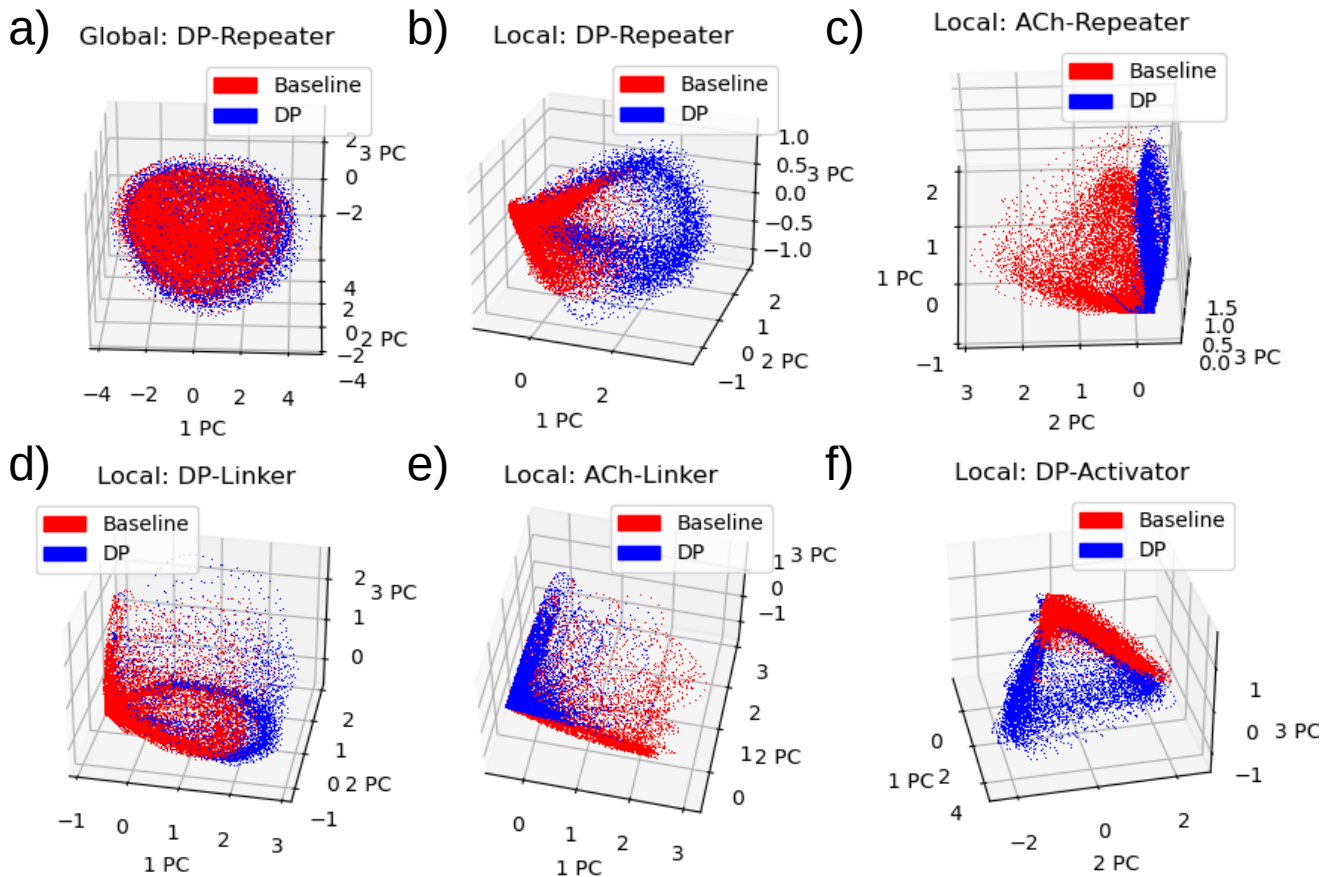 a)
Global: DP-Repeater
Baseline
DP
2
3 PC
0
−2
4
2
0
2 PC
−2
−4
−4 −2 0 2 4
1 PC
b)
Local: DP-Repeater
Baseline
DP
1.0
0.5
3 PC
0.0
−0.5
−1.0
2
1
0
2 PC
−1
0 2
1 PC
c)
Local: ACh-Repeater
Baseline
DP
2
1
1 PC
0
−1
1.5
1.0
0.5
3 PC
0.0
3 2 1 0
2 PC
d)
Local: DP-Linker
Baseline
DP
2
3 PC
0
2
1
0
2 PC
−1
−1 0 1 2 3
1 PC
e)
Local: ACh-Linker
Baseline
DP
1
3 PC
0
−1
3
2
1
2 PC
0
0 1 2 3
1 PC
f)
Local: DP-Activator
Baseline
DP
1
0
3 PC
−1
0
1 PC
2
4
−2 0 2
2 PC